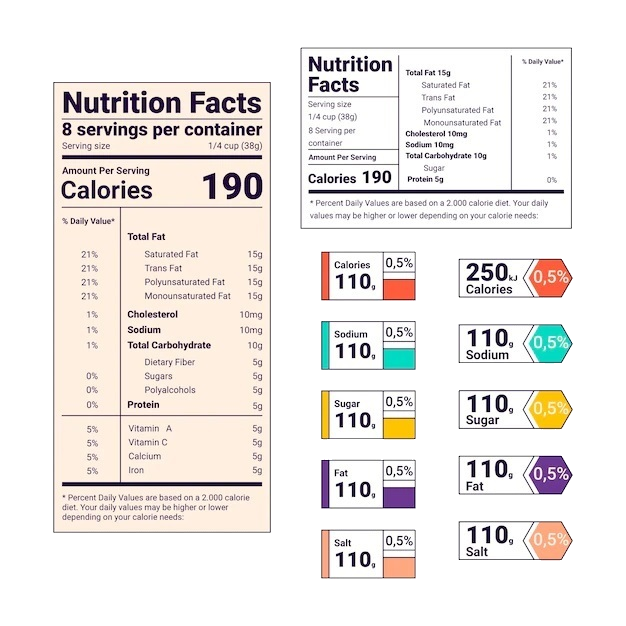 Nutrition Facts
8 servings per container
Serving size 1/4 cup (38g)
Amount Per Serving
Calories 190
% Daily Value*
Total Fat
21% Saturated Fat 15g
21% Trans Fat 15g
21% Polyunsaturated Fat 15g
21% Monounsaturated Fat 15g
1% Cholesterol 10mg
1% Sodium 10mg
1% Total Carbohydrate 10g
Dietary Fiber 5g
0% Sugars 5g
0% Polyalcohols 5g
0% Protein 5g
5% Vitamin A 5g
5% Vitamin C 5g
5% Calcium 5g
5% Iron 5g
* Percent Daily Values are based on a 2.000 calorie
diet. Your daily values may be higher or lower
depending on your calorie needs:
Nutrition
Facts
Serving size
1/4 cup (38g)
8 Serving per
container
Amount Per Serving
Calories 190
% Daily Value*
Total Fat 15g
Saturated Fat 21%
Trans Fat 21%
Polyunsaturated Fat 21%
Monounsaturated Fat 21%
Cholesterol 10mg 1%
Sodium 10mg 1%
Total Carbohydrate 10g 1%
Sugar
Protein 5g 0%
* Percent Daily Values are based on a 2.000 calorie diet. Your daily
values may be higher or lower depending on your calorie needs:
Calories
110g
0,5%
Sodium
110g
0,5%
Sugar
110g
0,5%
Fat
110g
0,5%
Salt
110g
0,5%
250kJ
Calories
0,5%
110g
Sodium
0,5%
110g
Sugar
0,5%
110g
Fat
0,5%
110g
Salt
0,5%